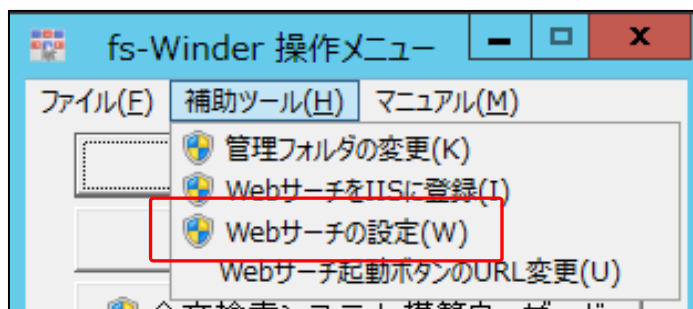 fs-Winder 操作メニュー
ファイル(F) 補助ツール(H) マニュアル(M)
管理フォルダの変更(K)
WebサーチをIISに登録(I)
Webサーチの設定(W)
Webサーチ起動ボタンのURL変更(U)